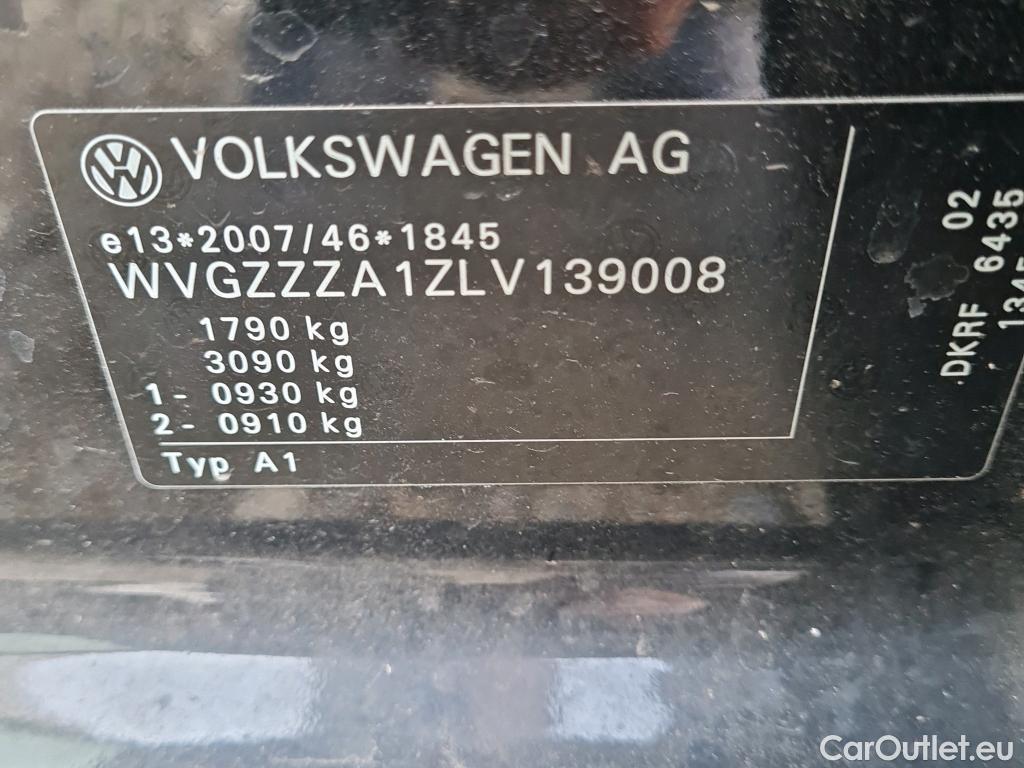 VOLKSWAGEN AG
e13*2007/46*1845
WVGZZZA1ZLV139008
1790 kg
3090 kg
1- 0930 kg
2- 0910 kg
Typ A1
DKRF 02
6435
CarOutlet.eu